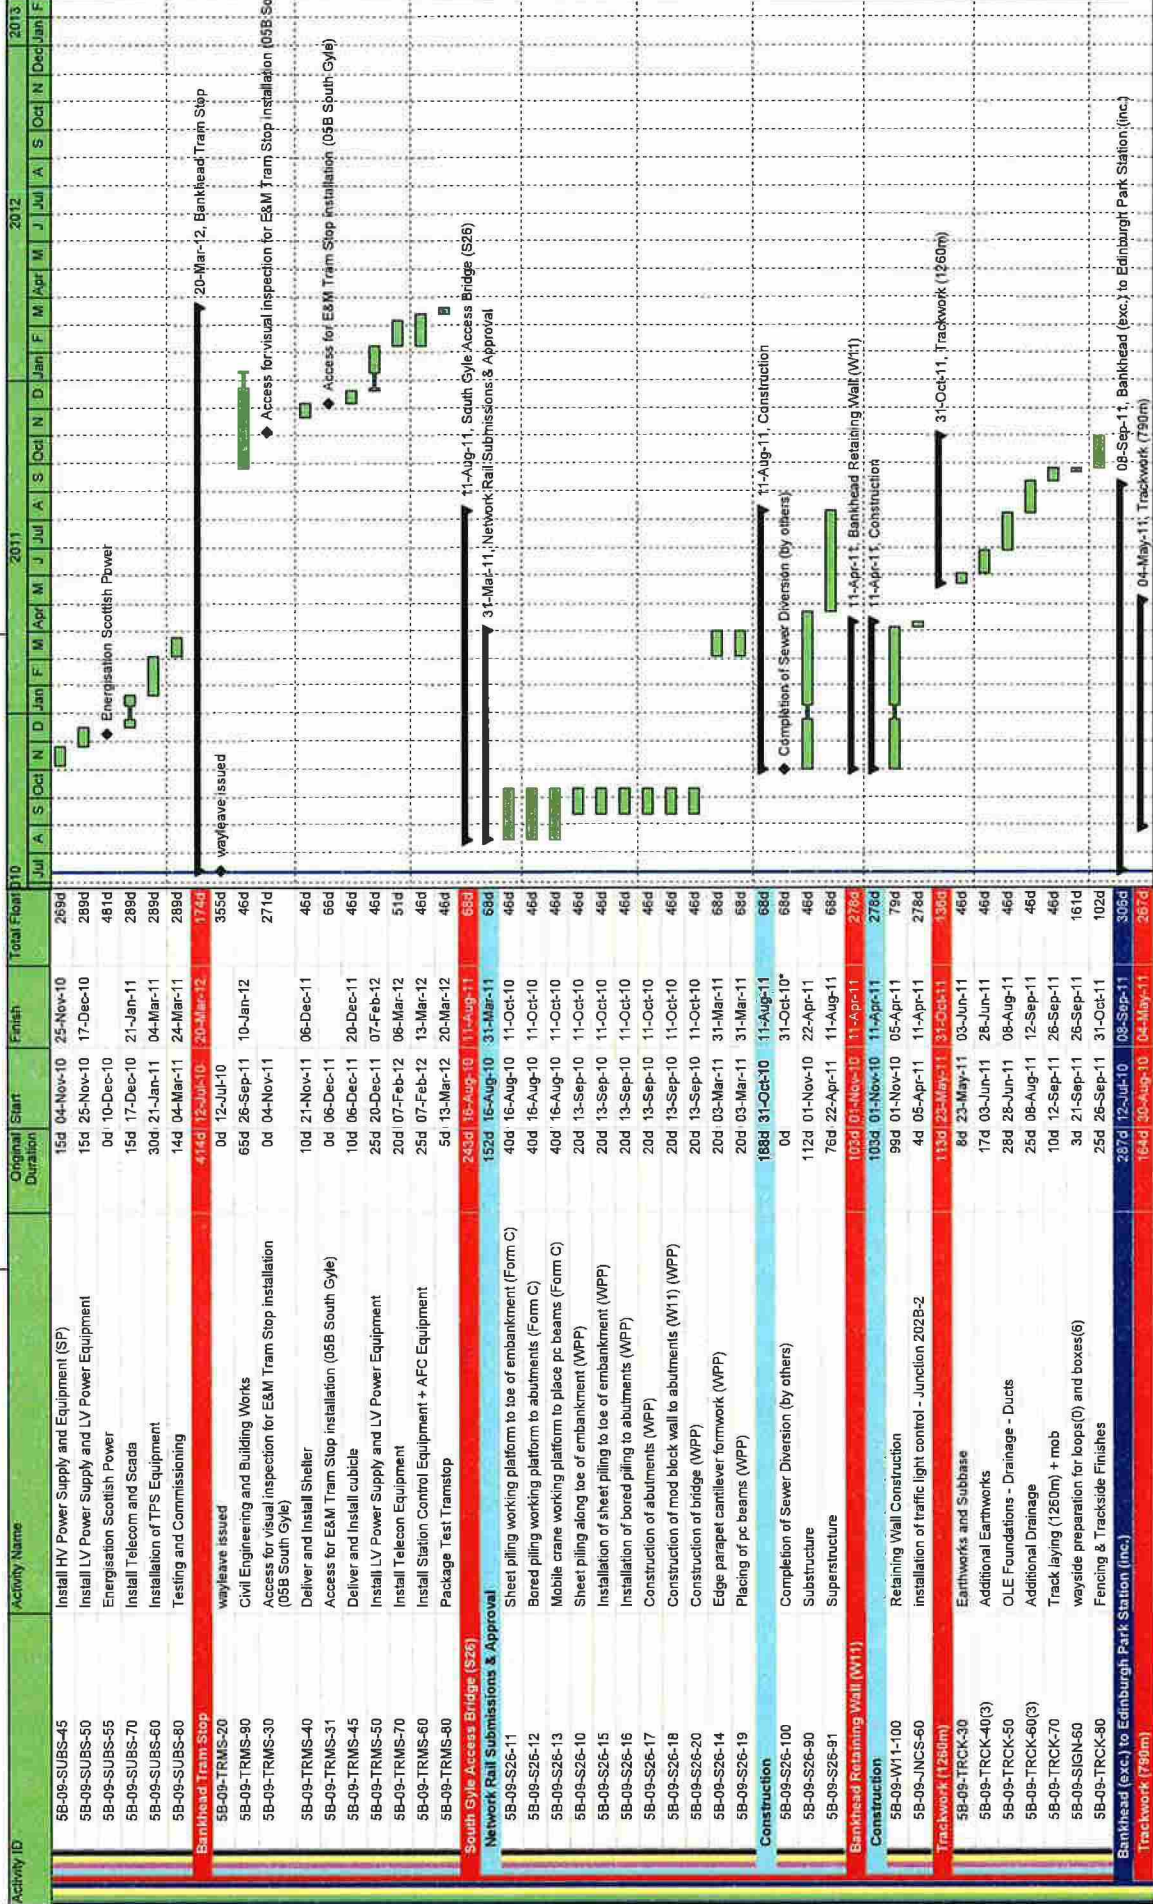 Activity ID Activity Name Original Duration Start Finish Total Float 010 2011 2012 2013
Jul A S Oct N D Jan F M Apr M J Jul A S Oct N D Jan F M Apr M J Jul A S Oct N Dec Jan F
5B-09-SUBS-45 Install HV Power Supply and Equipment (SP) 15d 04-Nov-10 25-Nov-10 269d
5B-09-SUBS-50 Install LV Power Supply and LV Power Equipment 15d 25-Nov-10 17-Dec-10 289d
5B-09-SUBS-55 Energisation Scottish Power 0d 10-Dec-10 461d Energisation Scottish Power
5B-09-SUBS-70 Install Telecom and Scada 15d 17-Dec-10 21-Jan-11 289d
5B-09-SUBS-60 Installation of TPS Equipment 30d 21-Jan-11 04-Mar-11 289d
5B-09-SUBS-80 Testing and Commissioning 14d 04-Mar-11 24-Mar-11 289d
Bankhead Tram Stop 414d 12-Jul-10 20-Mar-12 174d 20-Mar-12, Bankhead Tram Stop
5B-09-TRMS-20 wayleave issued 0d 12-Jul-10 355d wayleave issued
5B-09-TRMS-90 Civil Engineering and Building Works 65d 26-Sep-11 10-Jan-12 46d
5B-09-TRMS-30 Access for visual inspection for E&M Tram Stop installation (05B South Gyle) 0d 04-Nov-11 271d Access for visual inspection for E&M Tram Stop installation (05B So
5B-09-TRMS-40 Deliver and Install Shelter 10d 21-Nov-11 06-Dec-11 46d
5B-09-TRMS-31 Access for E&M Tram Stop installation (05B South Gyle) 0d 06-Dec-11 66d Access for E&M Tram Stop installation (05B South Gyle)
5B-09-TRMS-45 Deliver and Install cubicle 10d 06-Dec-11 20-Dec-11 46d
5B-09-TRMS-50 Install LV Power Supply and LV Power Equipment 25d 20-Dec-11 07-Feb-12 46d
5B-09-TRMS-70 Install Telecon Equipment 20d 07-Feb-12 06-Mar-12 51d
5B-09-TRMS-60 Install Station Control Equipment + AFC Equipment 25d 07-Feb-12 13-Mar-12 46d
5B-09-TRMS-80 Package Test Tramstop 5d 13-Mar-12 20-Mar-12 46d
South Gyle Access Bridge (S26) 243d 16-Aug-10 11-Aug-11 68d 11-Aug-11, South Gyle Access Bridge (S26)
Network Rail Submissions & Approval 152d 16-Aug-10 31-Mar-11 68d 31-Mar-11, Network Rail Submissions & Approval
5B-09-S26-11 Sheet piling working platform to toe of embankment (Form C) 40d 16-Aug-10 11-Oct-10 46d
5B-09-S26-12 Bored piling working platform to abutments (Form C) 40d 16-Aug-10 11-Oct-10 46d
5B-09-S26-13 Mobile crane working platform to place pc beams (Form C) 40d 16-Aug-10 11-Oct-10 46d
5B-09-S26-10 Sheet piling along to toe of embankment (WPP) 20d 13-Sep-10 11-Oct-10 46d
5B-09-S26-15 Installation of sheet piling to toe of embankment (WPP) 20d 13-Sep-10 11-Oct-10 46d
5B-09-S26-16 Installation of bored piling to abutments (WPP) 20d 13-Sep-10 11-Oct-10 46d
5B-09-S26-17 Construction of abutments (WPP) 20d 13-Sep-10 11-Oct-10 46d
5B-09-S26-18 Construction of mod block wall to abutments (W11) (WPP) 20d 13-Sep-10 11-Oct-10 46d
5B-09-S26-20 Construction of bridge (WPP) 20d 13-Sep-10 11-Oct-10 46d
5B-09-S26-14 Edge parapet cantilever formwork (WPP) 20d 03-Mar-11 31-Mar-11 68d
5B-09-S26-19 Placing of pc beams (WPP) 20d 03-Mar-11 31-Mar-11 68d
Construction 188d 31-Oct-10 11-Aug-11 68d 11-Aug-11, Construction
5B-09-S26-100 Completion of Sewer Diversion (by others) 0d 31-Oct-10* 68d Completion of Sewer Diversion (by others)
5B-09-S26-90 Substructure 112d 01-Nov-10 22-Apr-11 46d
5B-09-S26-91 Superstructure 76d 22-Apr-11 11-Aug-11 68d
Bankhead Retaining Wall (W11) 103d 01-Nov-10 11-Apr-11 278d 11-Apr-11, Bankhead Retaining Wall (W11)
Construction 103d 01-Nov-10 11-Apr-11 278d 11-Apr-11, Construction
5B-09-W11-100 Retaining Wall Construction 99d 01-Nov-10 05-Apr-11 79d
5B-09-JNCS-60 installation of traffic light control - Junction 202B-2 4d 05-Apr-11 11-Apr-11 278d
Trackwork (1260m) 113d 23-May-11 31-Oct-11 136d 31-Oct-11, Trackwork (1260m)
5B-09-TRCK-30 Earthworks and Subbase 8d 23-May-11 03-Jun-11 46d
5B-09-TRCK-40(3) Additional Earthworks 17d 03-Jun-11 28-Jun-11 46d
5B-09-TRCK-50 OLE Foundations - Drainage - Ducts 28d 28-Jun-11 08-Aug-11 46d
5B-09-TRCK-60(3) Additional Drainage 25d 08-Aug-11 12-Sep-11 46d
5B-09-TRCK-70 Track laying (1260m) + mob 10d 12-Sep-11 26-Sep-11 46d
5B-09-SIGN-60 wayside preparation for loops(0) and boxes(6) 3d 21-Sep-11 26-Sep-11 161d
5B-09-TRCK-80 Fencing & Trackside Finishes 25d 26-Sep-11 31-Oct-11 102d
Bankhead (exc.) to Edinburgh Park Station (inc.) 287d 12-Jul-10 08-Sep-11 306d 08-Sep-11, Bankhead (exc.) to Edinburgh Park Station (inc.)
Trackwork (790m) 164d 30-Aug-10 04-May-11 267d 04-May-11, Trackwork (790m)